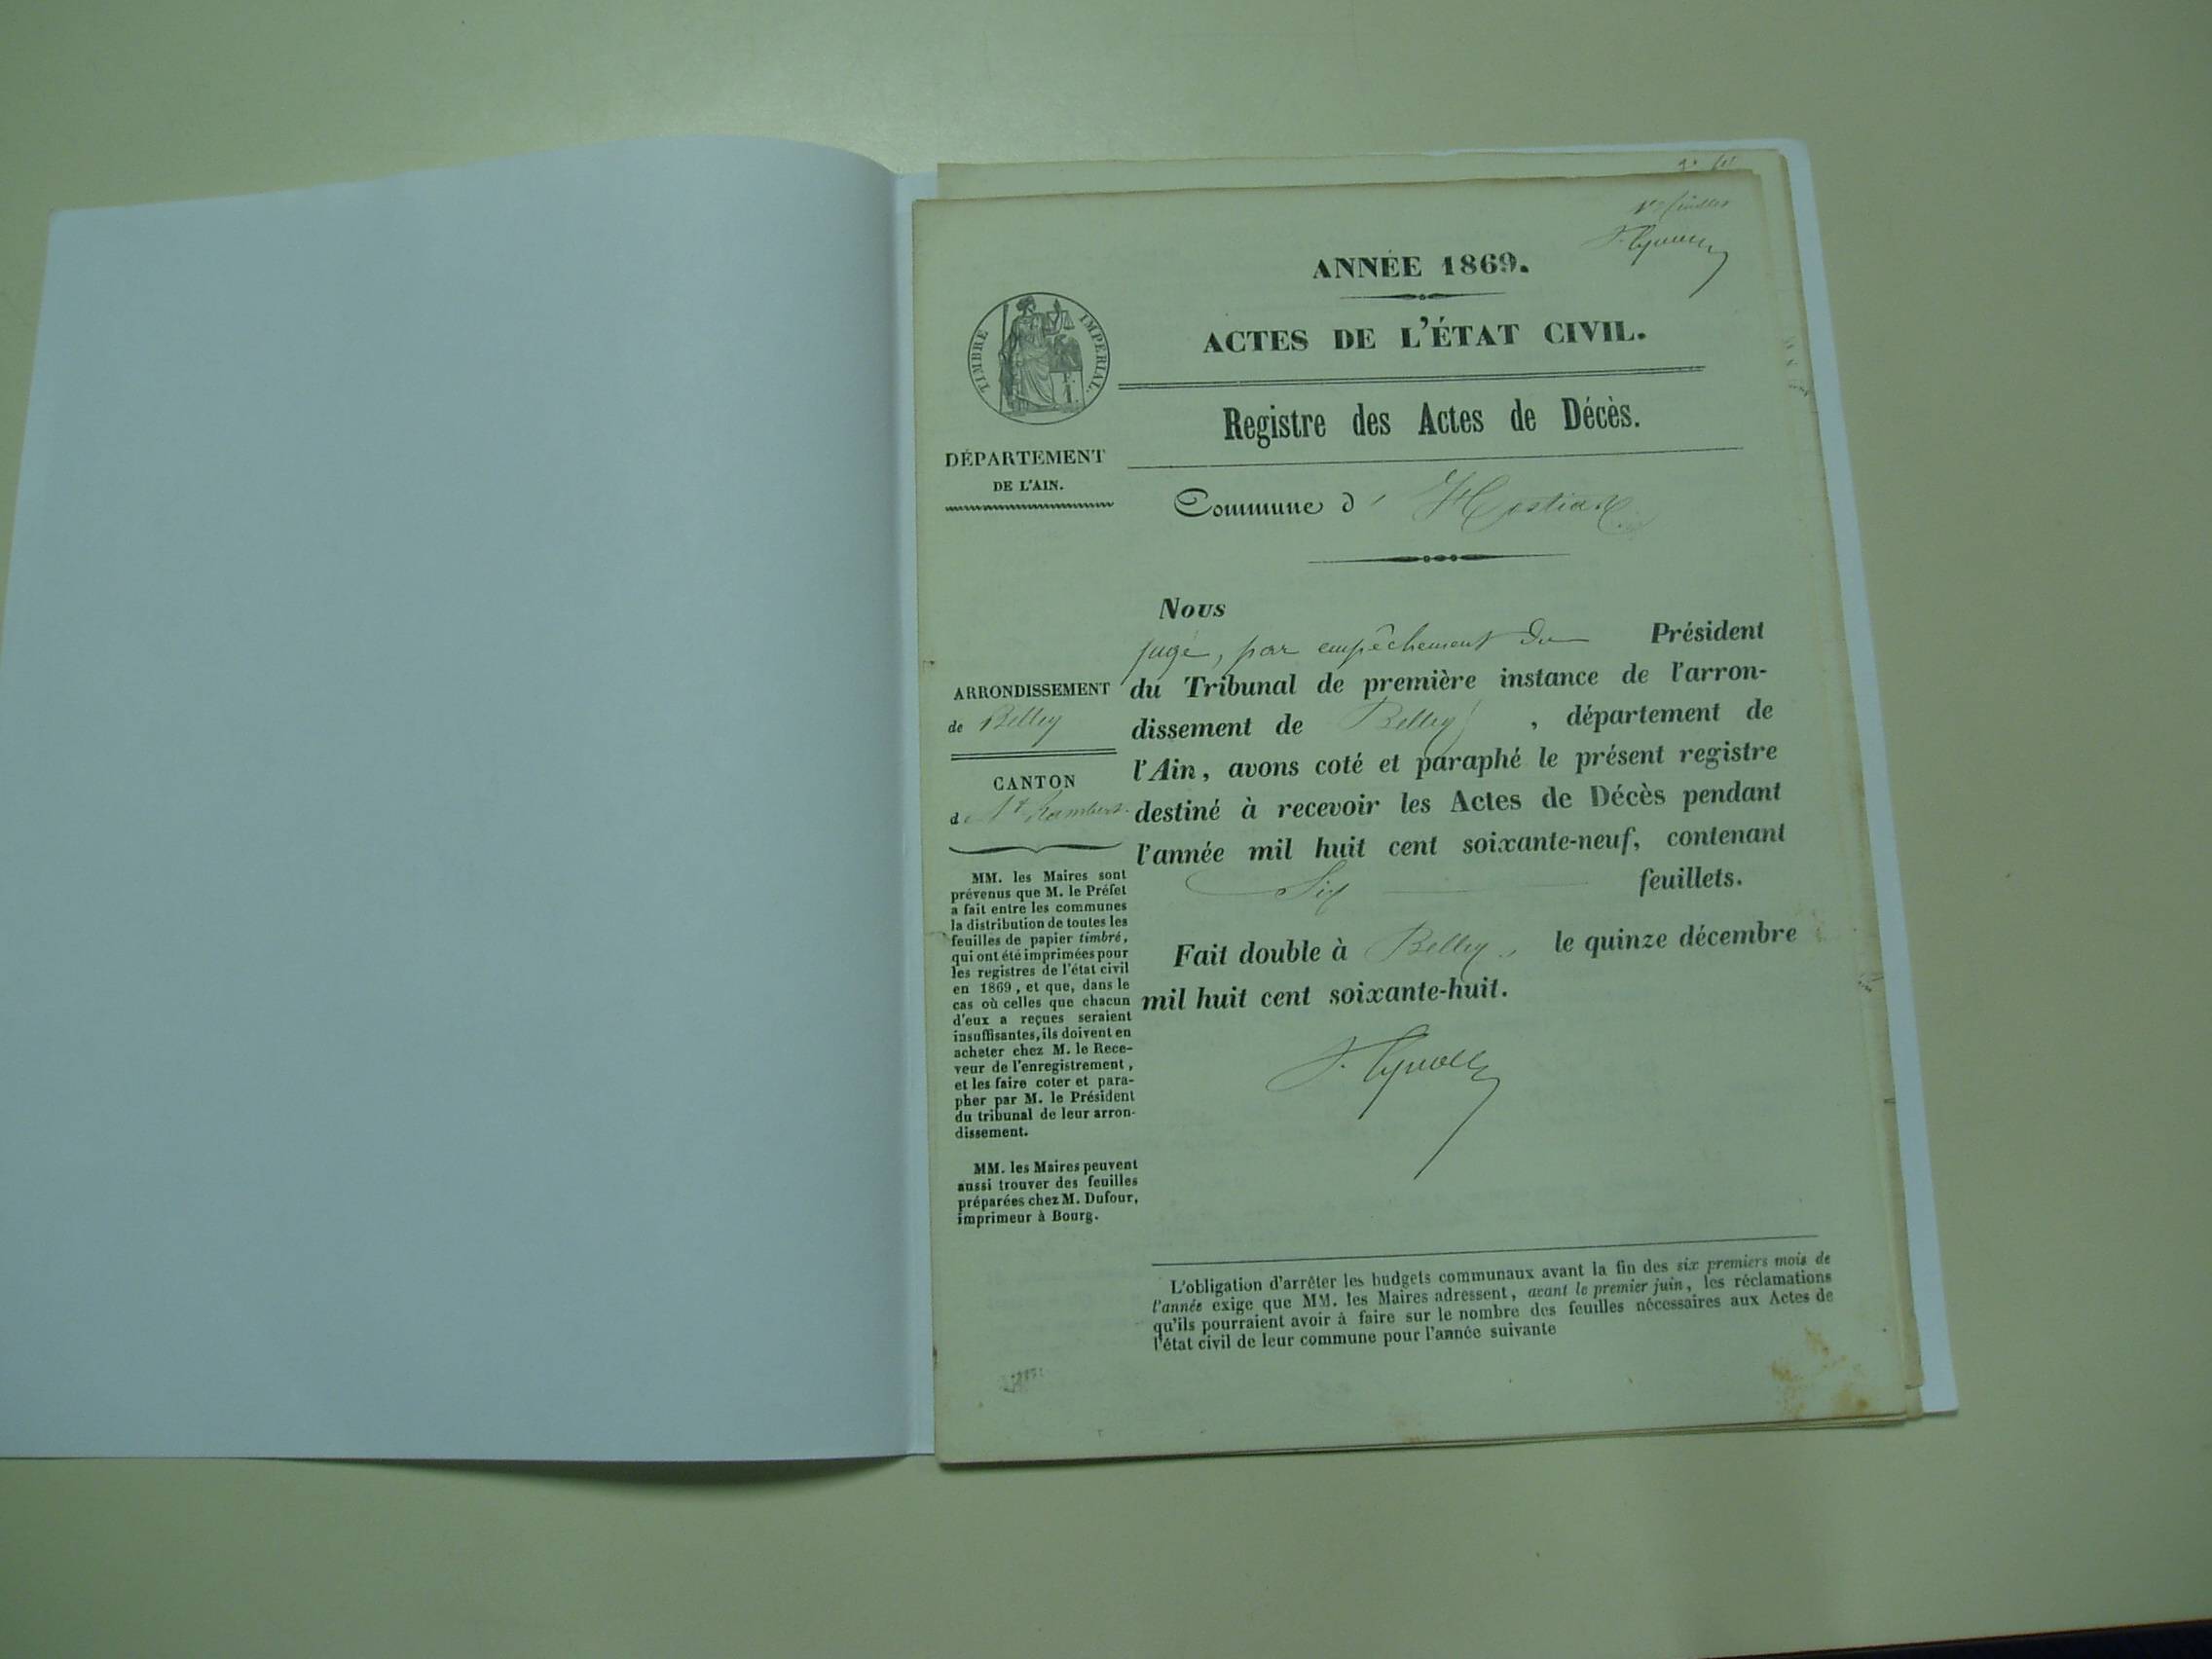 1er feuillet
ANNÉE 1869.
ACTES DE L'ÉTAT CIVIL.
TIMBRE IMPERIAL.
Registre des Actes de Décès.
DÉPARTEMENT
DE L'AIN.
Commune d' Hostiaz
Nous
juge, par empêchement du Président
du Tribunal de première instance de l'arron-
dissement de Belley, département de
l'Ain, avons coté et paraphé le présent registre
destiné à recevoir les Actes de Décès pendant
l'année mil huit cent soixante-neuf, contenant
Six feuillets.
Fait double à Belley, le quinze décembre
mil huit cent soixante-huit.
ARRONDISSEMENT
de Belley
CANTON
de St Rambert.
MM. les Maires sont
prévenus que M. le Préfet
a fait entre les communes
la distribution de toutes les
feuilles de papier timbré,
qui ont été imprimées pour
les registres de l'état civil
en 1869, et que, dans le
cas où celles que chacun
d'eux a reçues seraient
insuffisantes, ils doivent en
acheter chez M. le Rece-
veur de l'enregistrement,
et les faire coter et para-
pher par M. le Président
du tribunal de leur arron-
dissement.
MM. les Maires peuvent
aussi trouver des feuilles
préparées chez M. Dufour,
imprimeur à Bourg.
L'obligation d'arrêter les budgets communaux avant la fin des six premiers mois de
l'année exige que MM. les Maires adressent, avant le premier juin, les réclamations
qu'ils pourraient avoir à faire sur le nombre des feuilles nécessaires aux Actes de
l'état civil de leur commune pour l'année suivante